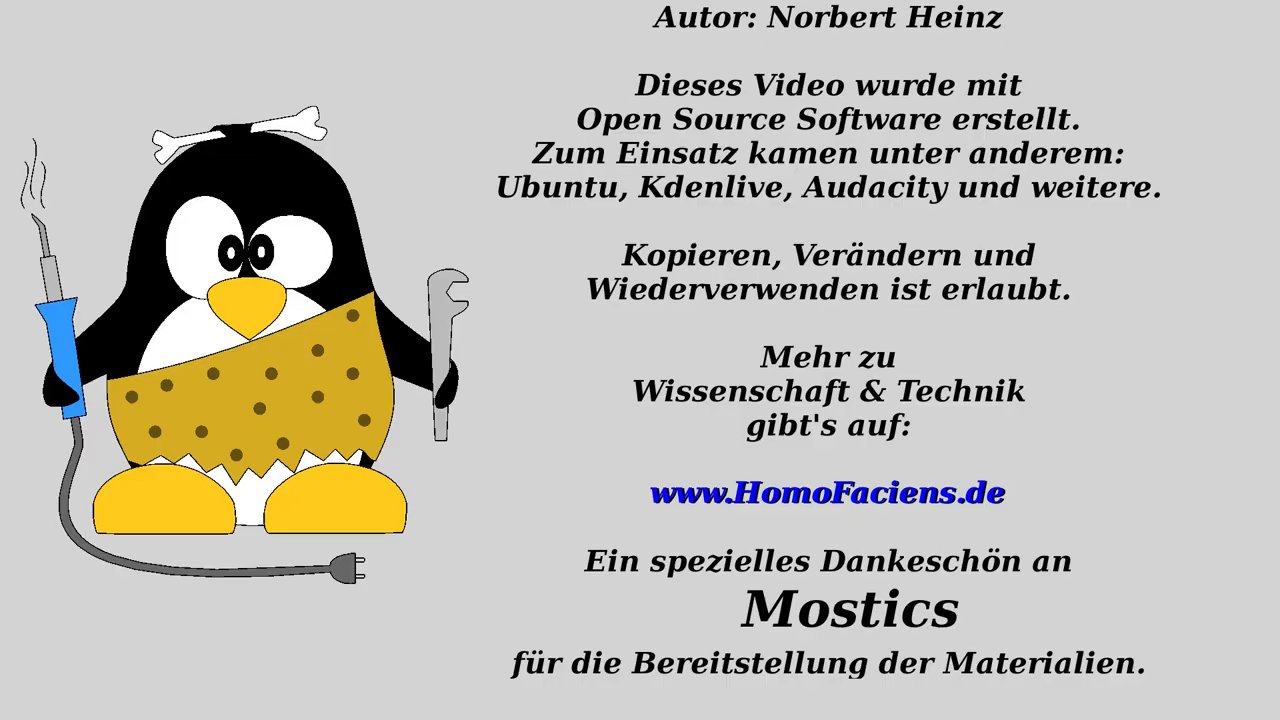 Autor: Norbert Heinz
Dieses Video wurde mit
Open Source Software erstellt.
Zum Einsatz kamen unter anderem:
Ubuntu, Kdenlive, Audacity und weitere.
Kopieren, Verändern und
Wiederverwenden ist erlaubt.
Mehr zu
Wissenschaft & Technik
gibt's auf:
www.HomoFaciens.de
Ein spezielles Dankeschön an
Mostics
für die Bereitstellung der Materialien.